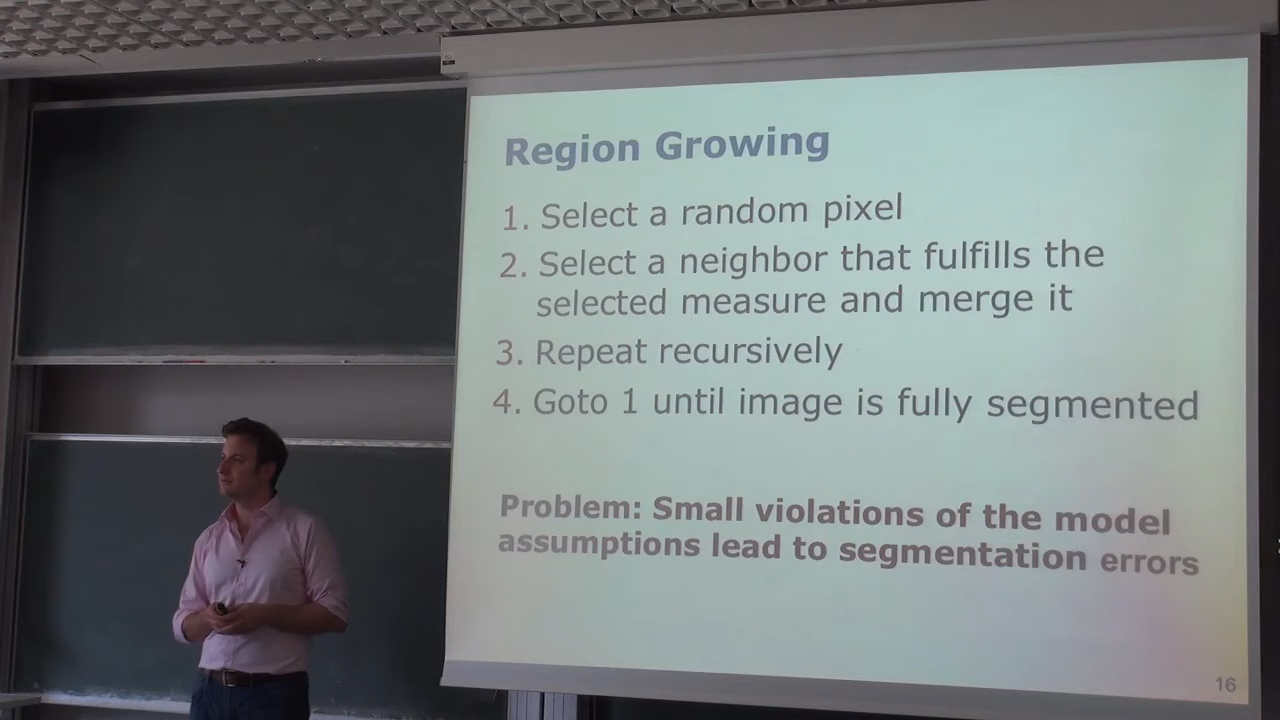 Region Growing
1. Select a random pixel
2. Select a neighbor that fulfills the
selected measure and merge it
3. Repeat recursively
4. Goto 1 until image is fully segmented
Problem: Small violations of the model
assumptions lead to segmentation errors
16